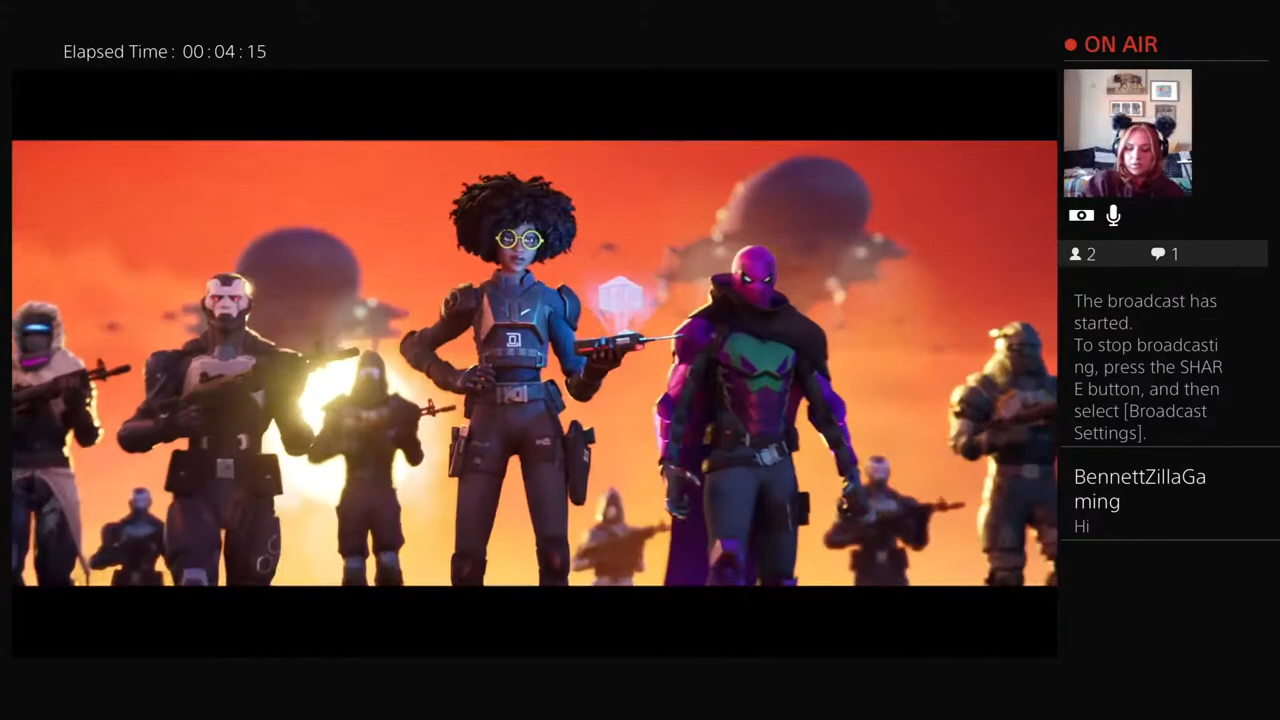 Elapsed Time: 00:04:15
ON AIR
2
1
The broadcast has
started.
To stop broadcasti
ng, press the SHAR
E button, and then
select [Broadcast
Settings].
BennettZillaGa
ming
Hi